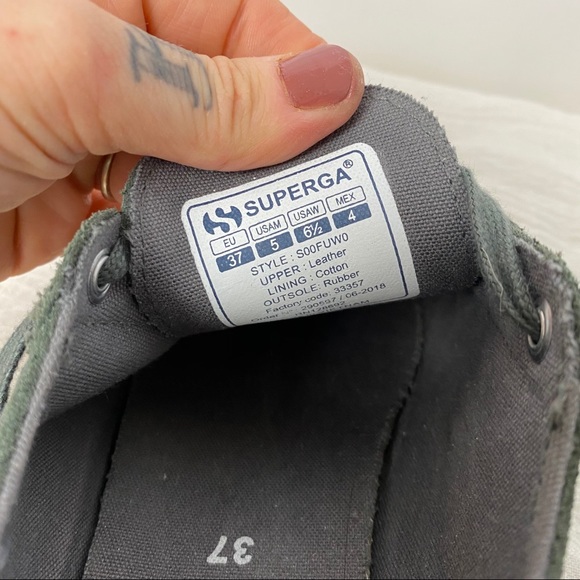 SUPERGA®
EU USAM USAW MEX
37 5 6½ 4
STYLE : S00FUW0
UPPER : Leather
LINING : Cotton
OUTSOLE: Rubber
Factory code: 33357
290697 / 06-2018
37